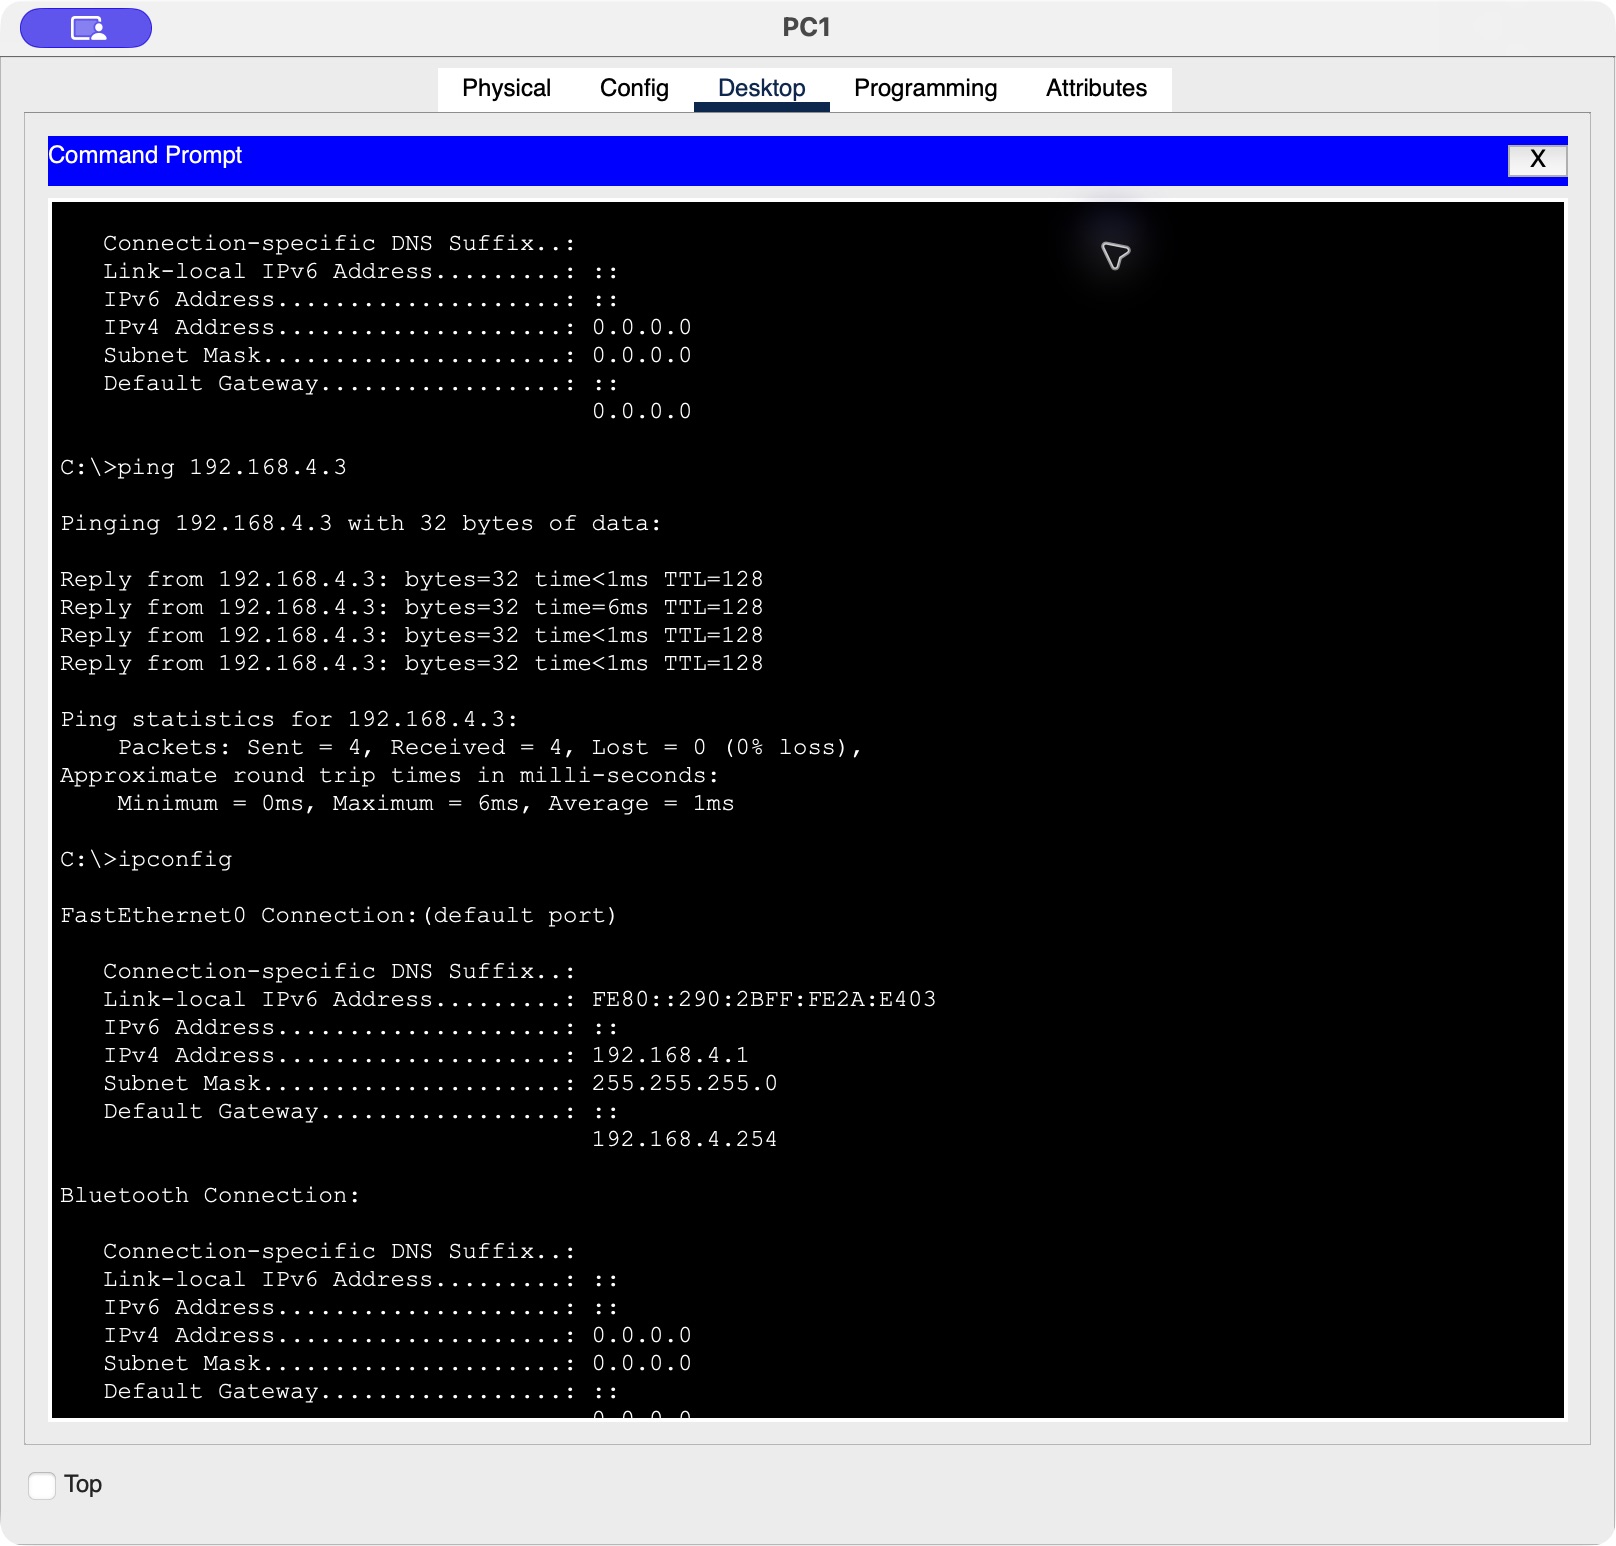 PC1
Physical Config Desktop Programming Attributes
Command Prompt
X
Connection-specific DNS Suffix..:
Link-local IPv6 Address.........: ::
IPv6 Address....................: ::
IPv4 Address....................: 0.0.0.0
Subnet Mask.....................: 0.0.0.0
Default Gateway.................: ::
0.0.0.0
C:\>ping 192.168.4.3
Pinging 192.168.4.3 with 32 bytes of data:
Reply from 192.168.4.3: bytes=32 time<1ms TTL=128
Reply from 192.168.4.3: bytes=32 time=6ms TTL=128
Reply from 192.168.4.3: bytes=32 time<1ms TTL=128
Reply from 192.168.4.3: bytes=32 time<1ms TTL=128
Ping statistics for 192.168.4.3:
Packets: Sent = 4, Received = 4, Lost = 0 (0% loss),
Approximate round trip times in milli-seconds:
Minimum = 0ms, Maximum = 6ms, Average = 1ms
C:\>ipconfig
FastEthernet0 Connection:(default port)
Connection-specific DNS Suffix..:
Link-local IPv6 Address.........: FE80::290:2BFF:FE2A:E403
IPv6 Address....................: ::
IPv4 Address....................: 192.168.4.1
Subnet Mask.....................: 255.255.255.0
Default Gateway.................: ::
192.168.4.254
Bluetooth Connection:
Connection-specific DNS Suffix..:
Link-local IPv6 Address.........: ::
IPv6 Address....................: ::
IPv4 Address....................: 0.0.0.0
Subnet Mask.....................: 0.0.0.0
Default Gateway.................: ::
Top